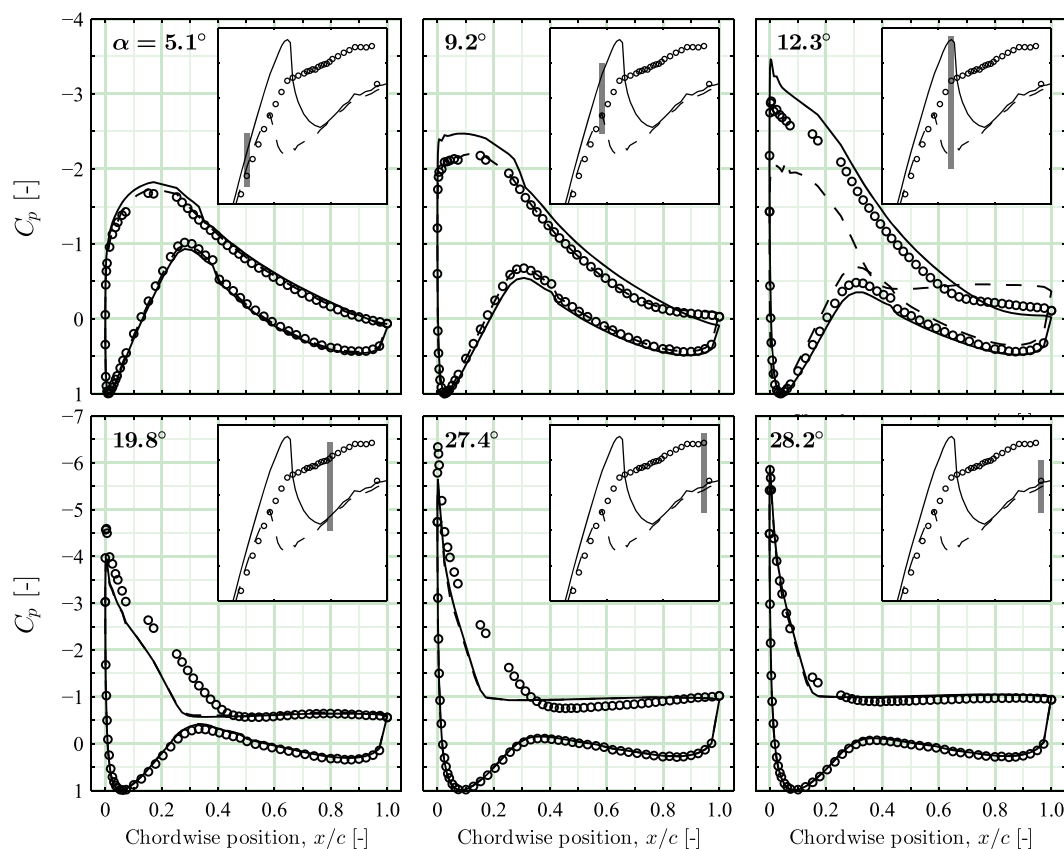 α = 5.1°
9.2°
12.3°
−4
−3
−2
−1
0
1
C_p [-]
19.8°
27.4°
28.2°
−7
−6
−5
−4
−3
−2
−1
0
1
C_p [-]
0 0.2 0.4 0.6 0.8 1.0
0 0.2 0.4 0.6 0.8 1.0
0 0.2 0.4 0.6 0.8 1.0
Chordwise position, x/c [-]
Chordwise position, x/c [-]
Chordwise position, x/c [-]